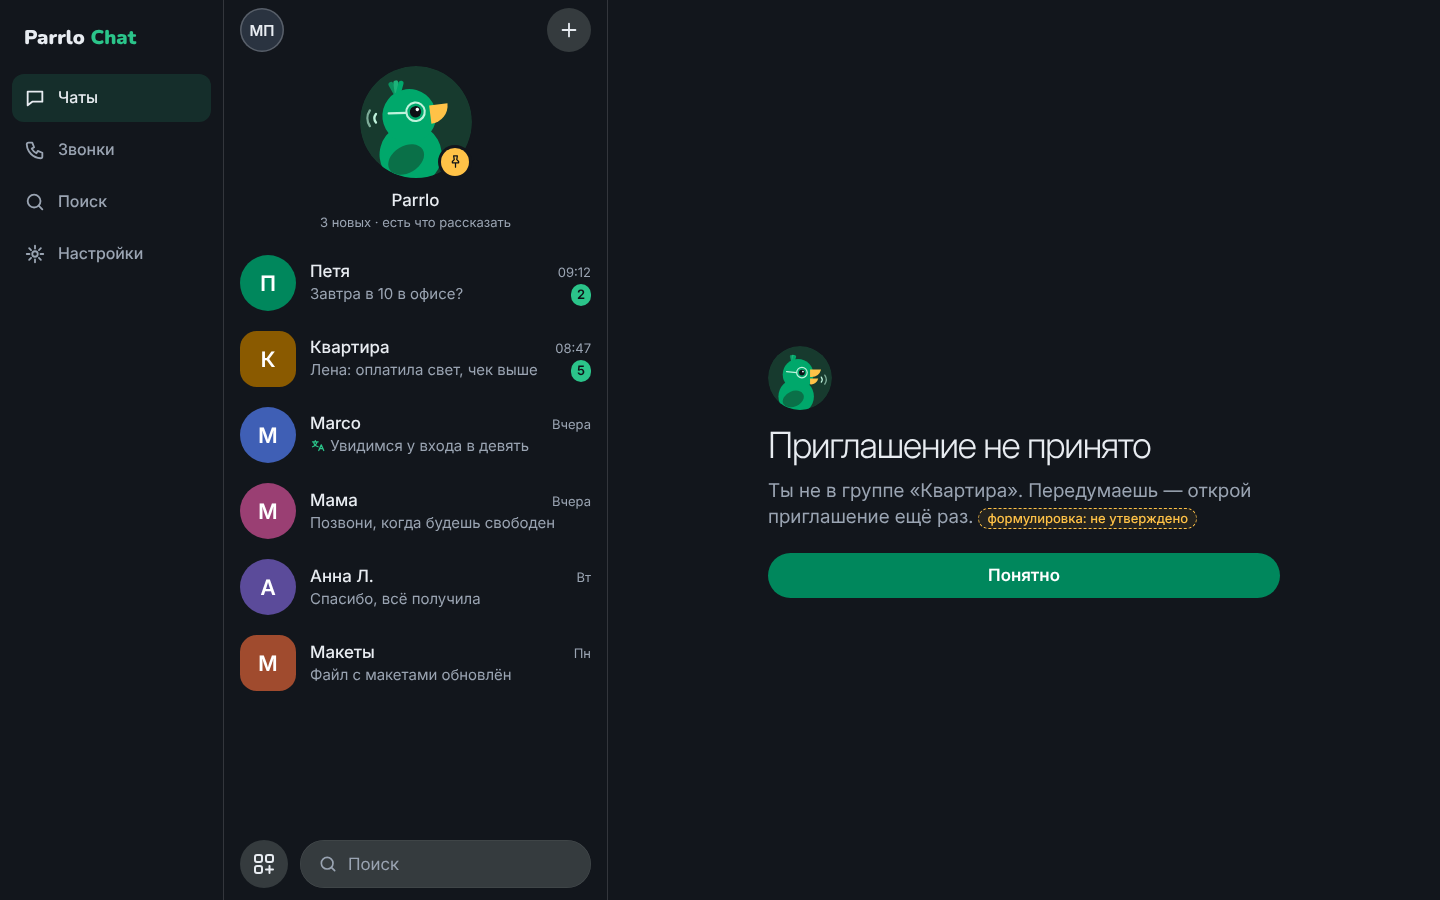 Parrlo Chat
Чаты
Звонки
Поиск
Настройки
МП
Parrlo
3 новых · есть что рассказать
П
Петя
09:12
Завтра в 10 в офисе?
2
К
Квартира
08:47
Лена: оплатила свет, чек выше
5
M
Marco
Вчера
Увидимся у входа в девять
М
Мама
Вчера
Позвони, когда будешь свободен
А
Анна Л.
Вт
Спасибо, всё получила
М
Макеты
Пн
Файл с макетами обновлён
Поиск
Приглашение не принято
Ты не в группе «Квартира». Передумаешь — открой
приглашение ещё раз. формулировка: не утверждено
Понятно